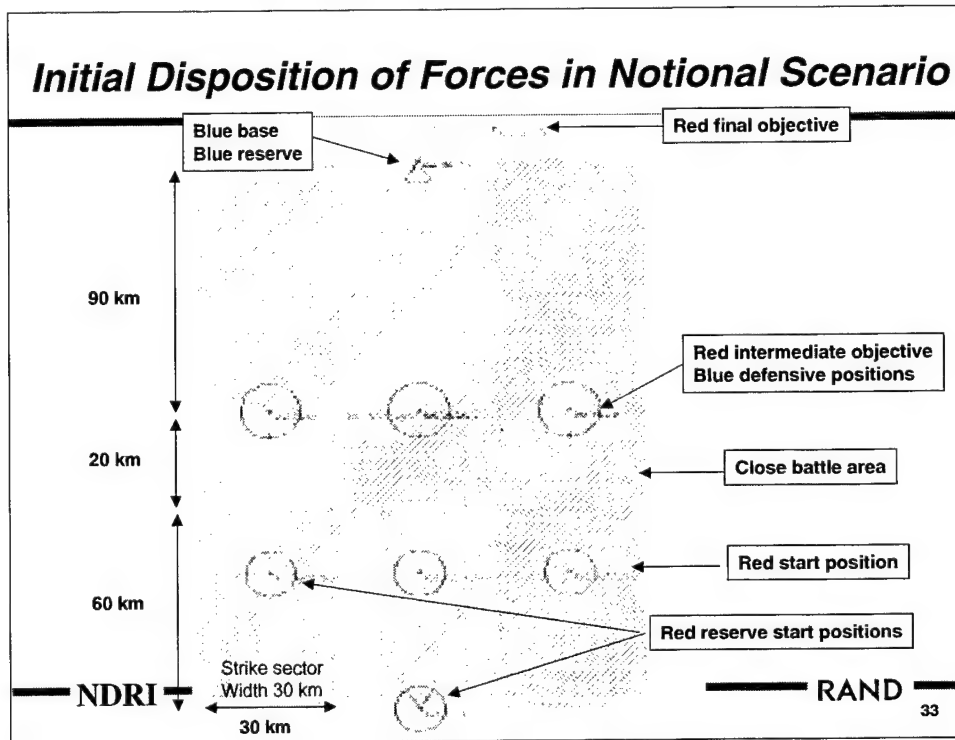 Initial Disposition of Forces in Notional Scenario
Blue base
Blue reserve
Red final objective
90 km
Red intermediate objective
Blue defensive positions
20 km
Close battle area
Red start position
60 km
Red reserve start positions
Strike sector
Width 30 km
NDRI
30 km
RAND
33